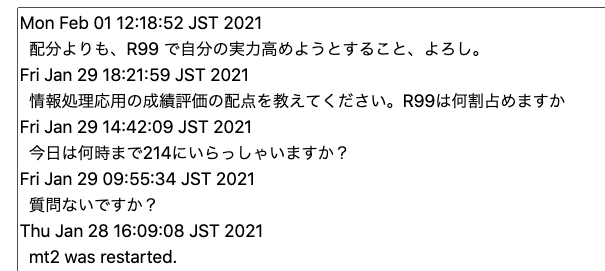 Mon Feb 01 12:18:52 JST 2021
配分よりも、R99 で自分の実力高めようとすること、よろし。
Fri Jan 29 18:21:59 JST 2021
情報処理応用の成績評価の配点を教えてください。R99は何割占めますか
Fri Jan 29 14:42:09 JST 2021
今日は何時まで214にいらっしゃいますか？
Fri Jan 29 09:55:34 JST 2021
質問ないですか？
Thu Jan 28 16:09:08 JST 2021
mt2 was restarted.